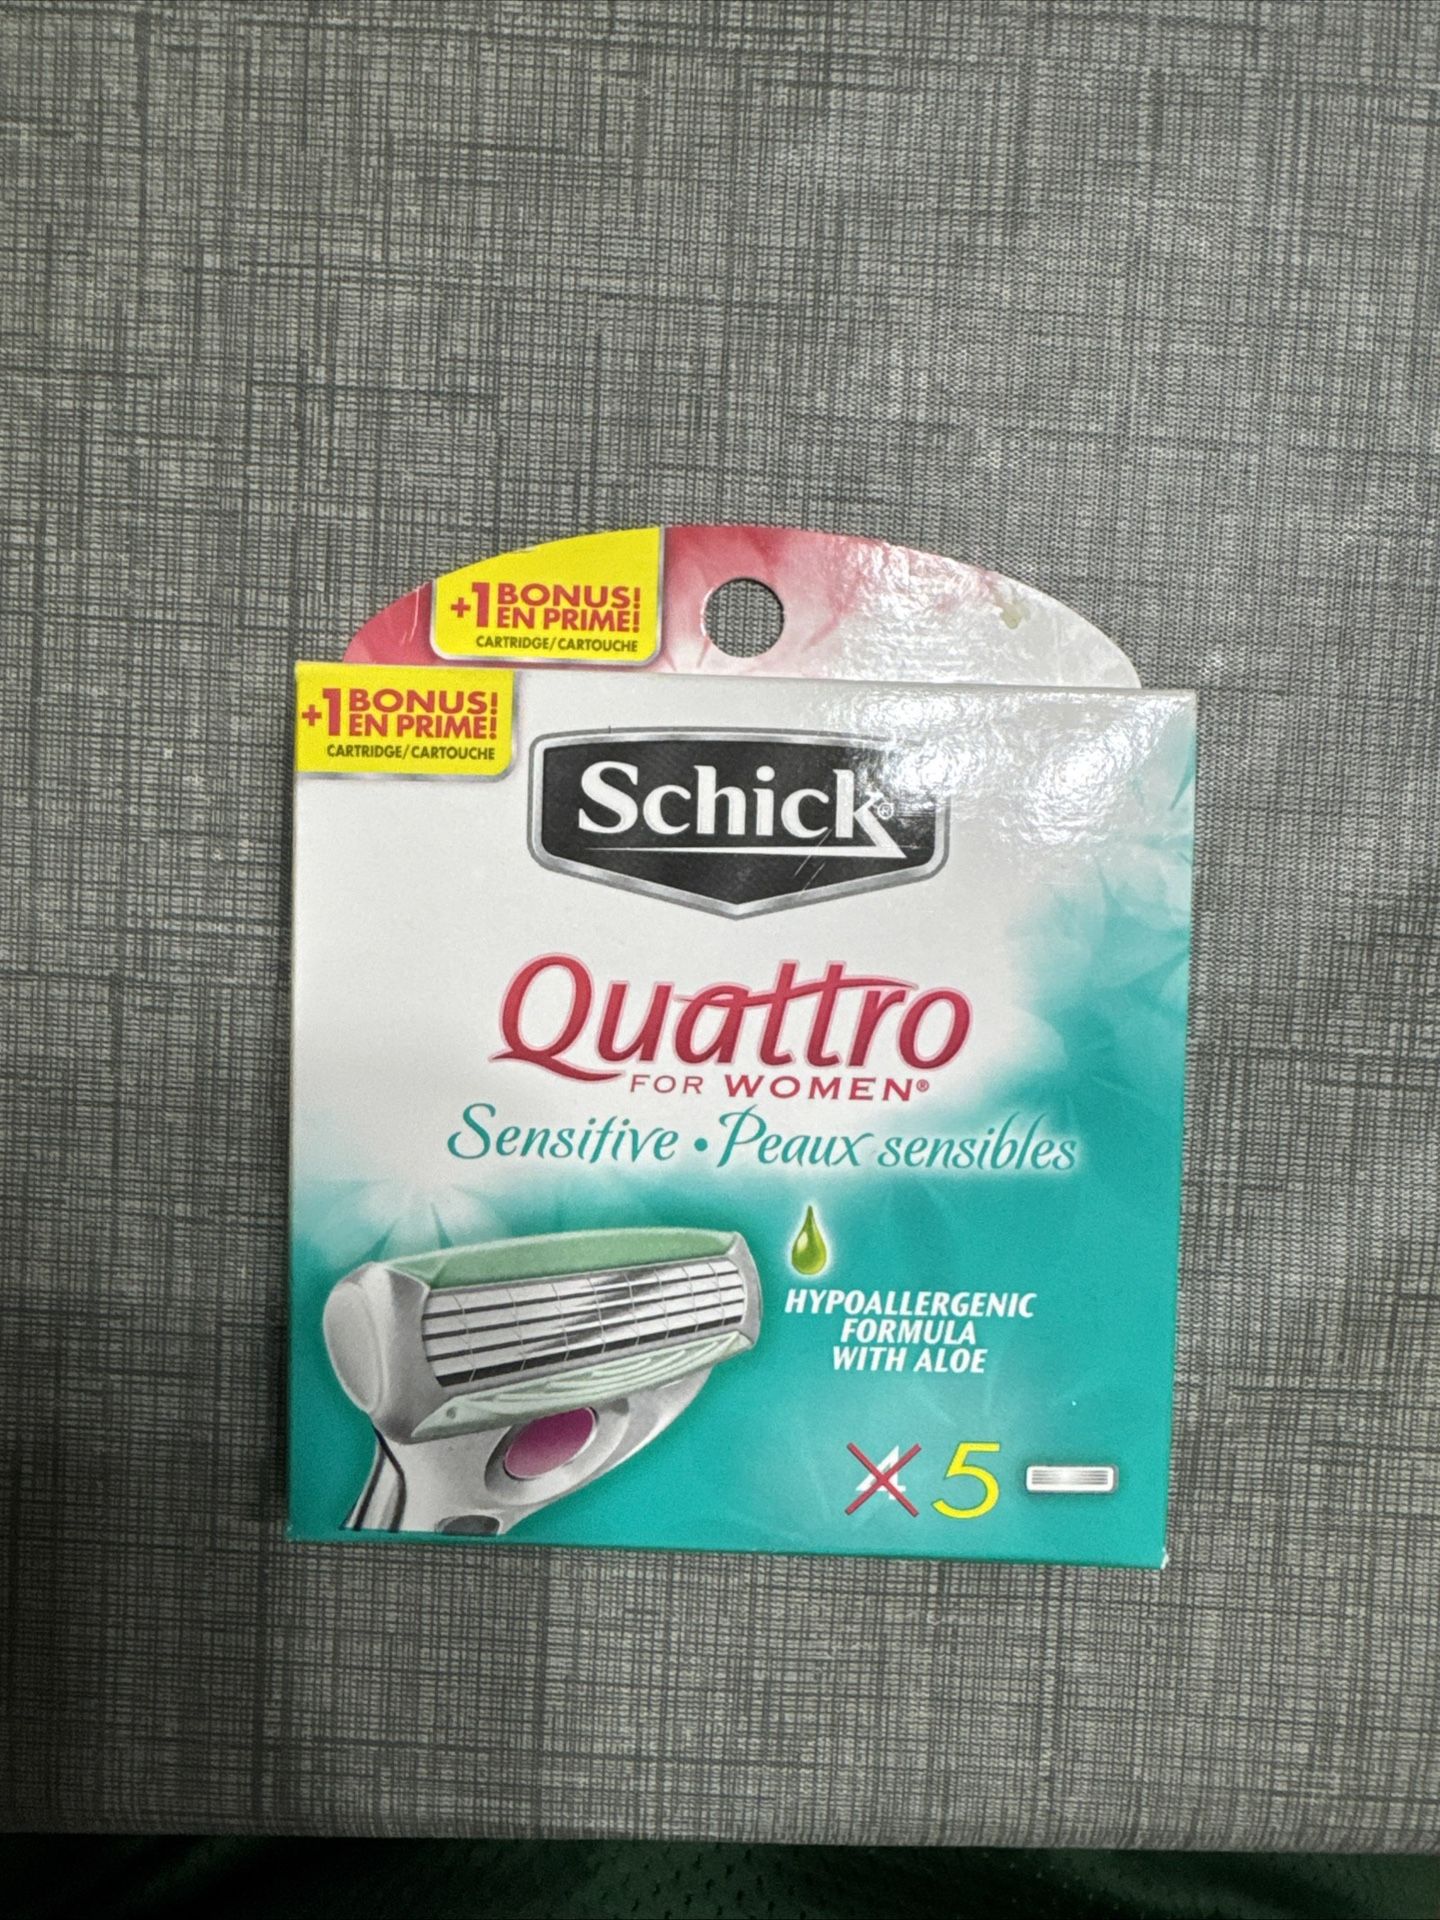 +1 BONUS!
EN PRIME!
CARTRIDGE/CARTOUCHE
+1 BONUS!
EN PRIME!
CARTRIDGE/CARTOUCHE
Schick®
Quattro
FOR WOMEN®
Sensitive • Peaux sensibles
HYPOALLERGENIC
FORMULA
WITH ALOE
4 5